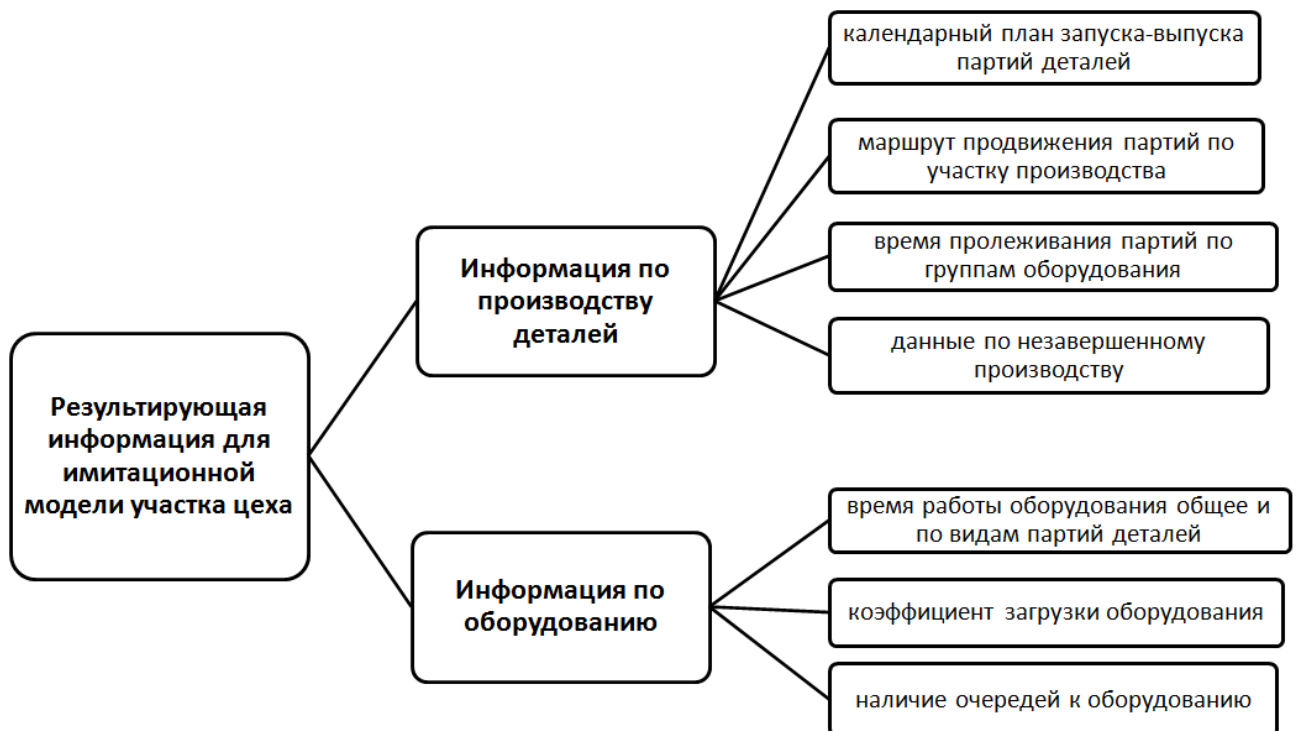 Результирующая
информация для
имитационной
модели участка цеха
Информация по
производству
деталей
календарный план запуска-выпуска
партий деталей
маршрут продвижения партий по
участку производства
время пролеживания партий по
группам оборудования
данные по незавершенному
производству
Информация по
оборудованию
время работы оборудования общее и
по видам партий деталей
коэффициент загрузки оборудования
наличие очередей к оборудованию